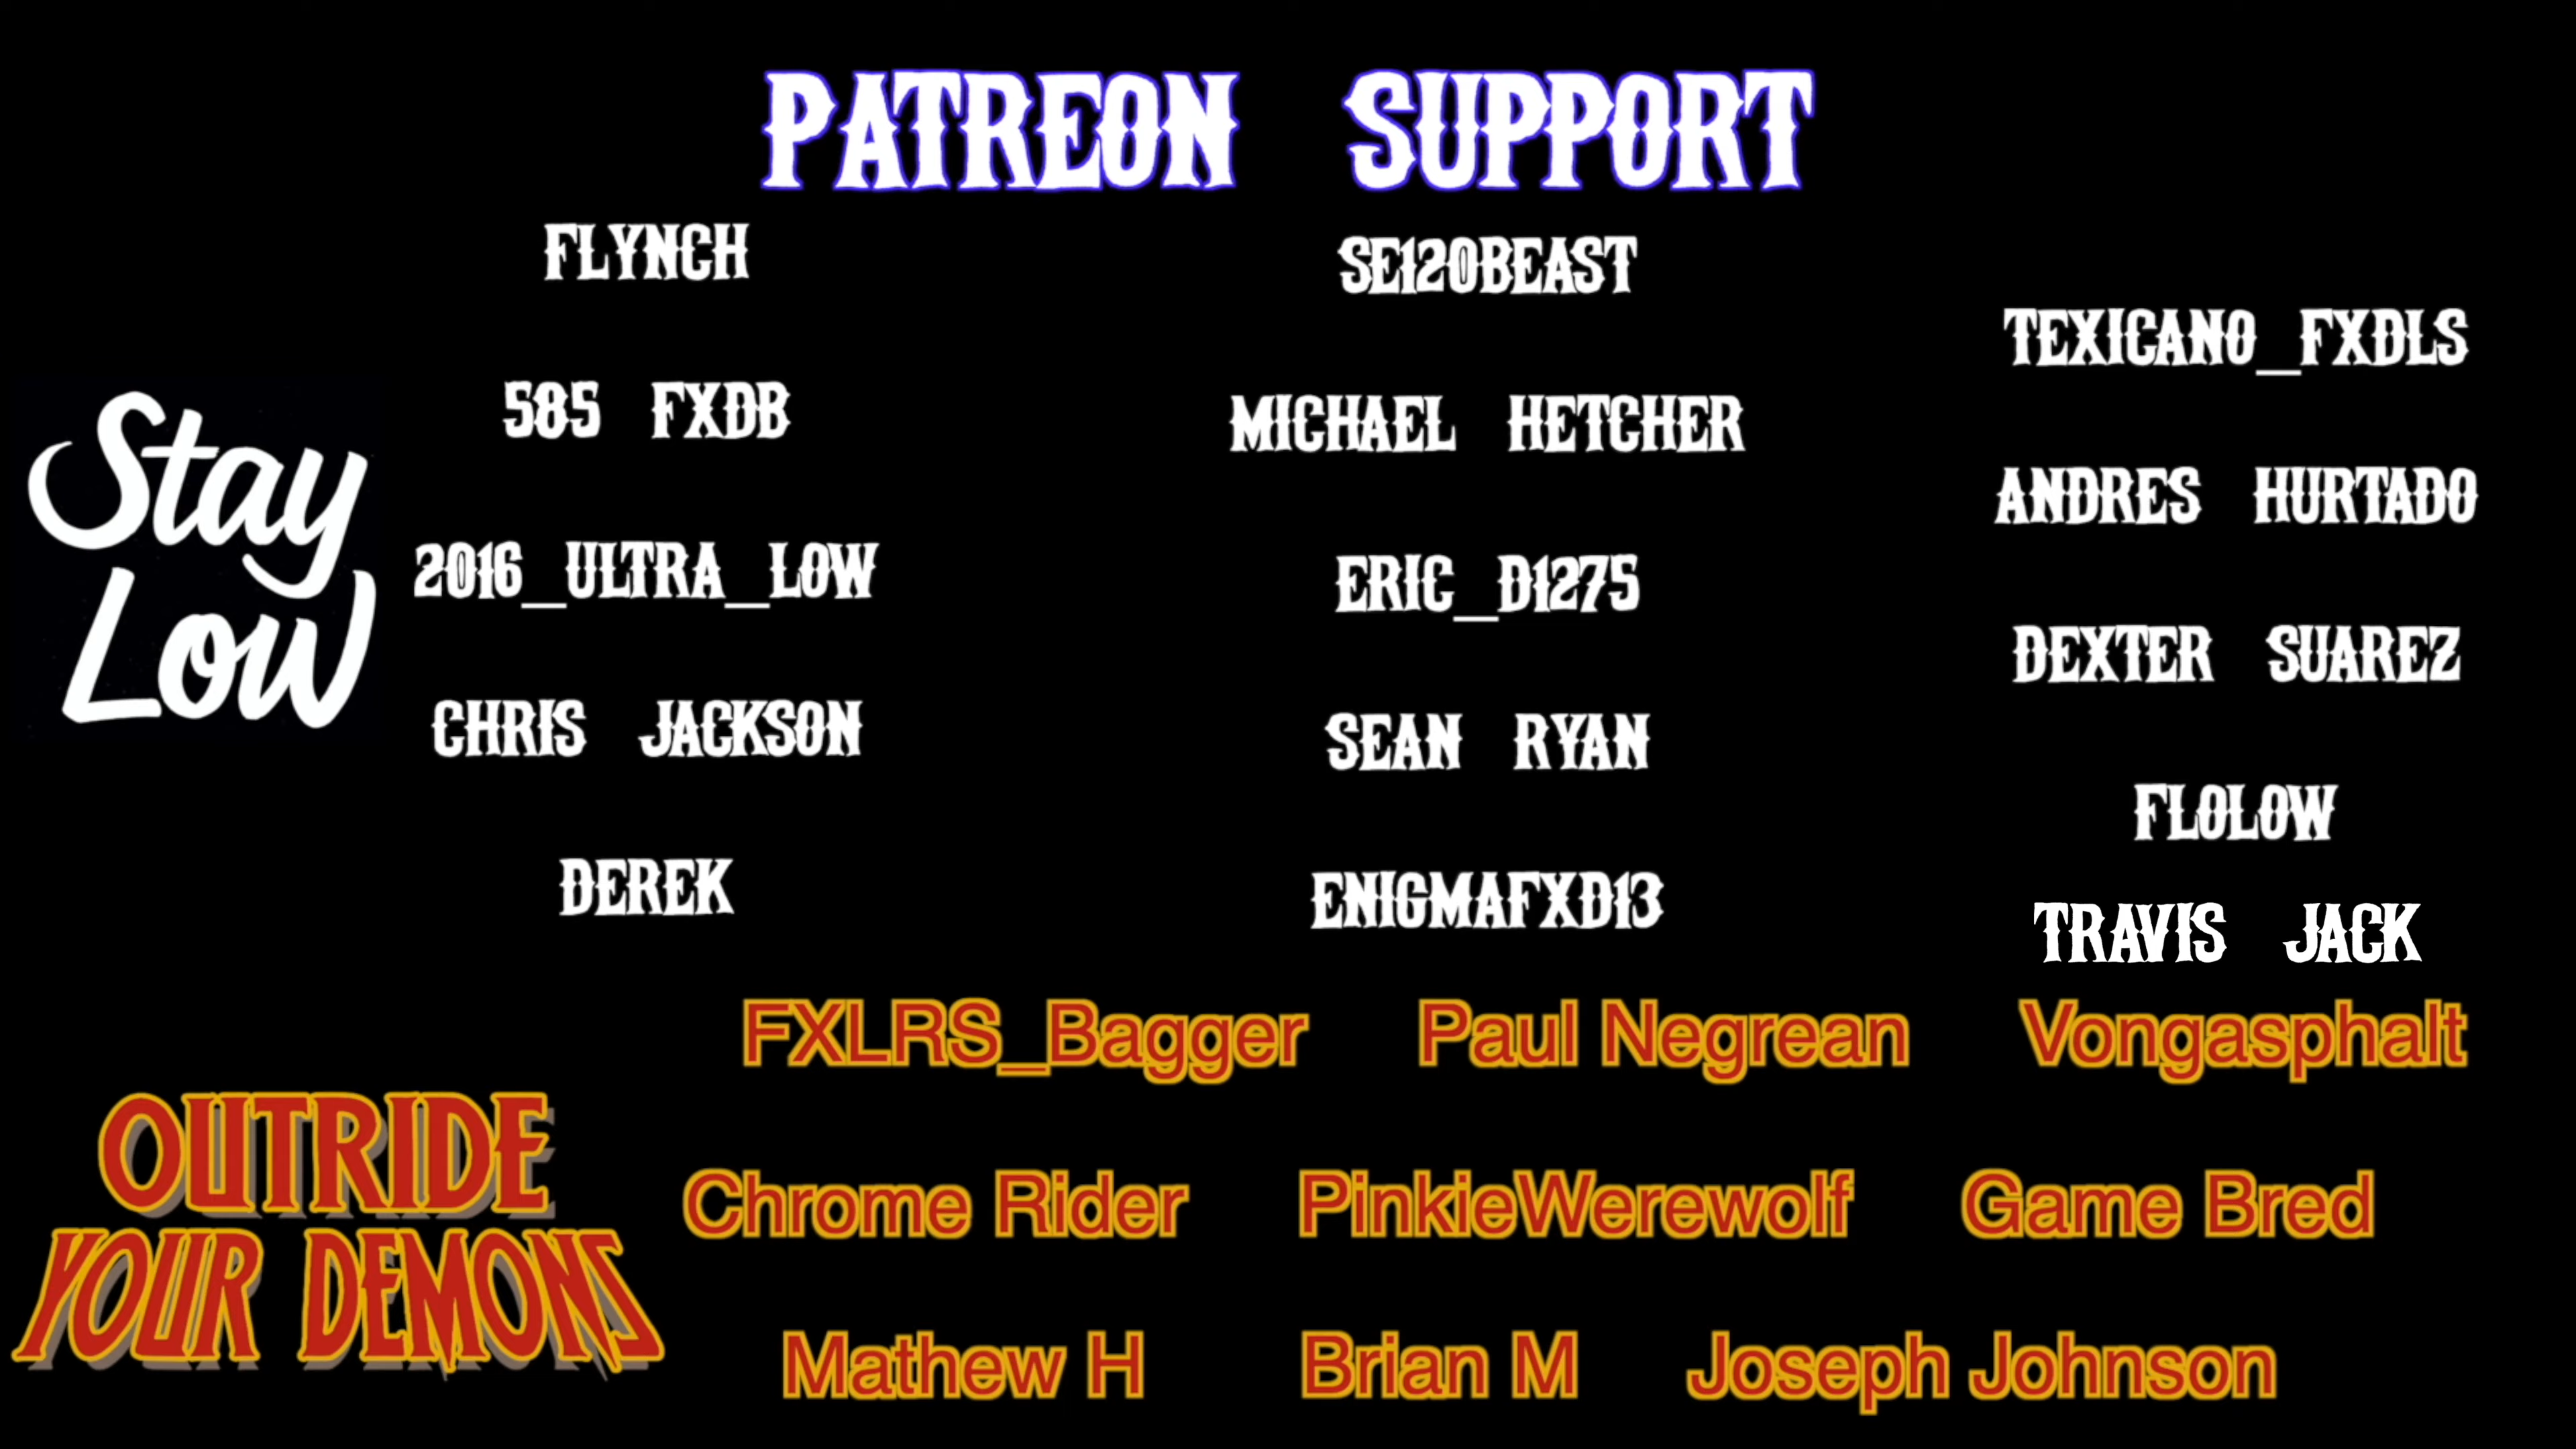 PATREON SUPPORT
FLYNCH
585 FXDB
2016_ULTRA_LOW
CHRIS JACKSON
DEREK
SE120BEAST
MICHAEL HETCHER
ERIC_D1275
SEAN RYAN
ENIGMAFXD13
TEXICANO_FXDLS
ANDRES HURTADO
DEXTER SUAREZ
FLOLOW
TRAVIS JACK
Stay
Low
FXLRS_Bagger Paul Negrean Vongasphalt
Chrome Rider PinkieWerewolf Game Bred
Mathew H Brian M Joseph Johnson
OUTRIDE
YOUR DEMONS